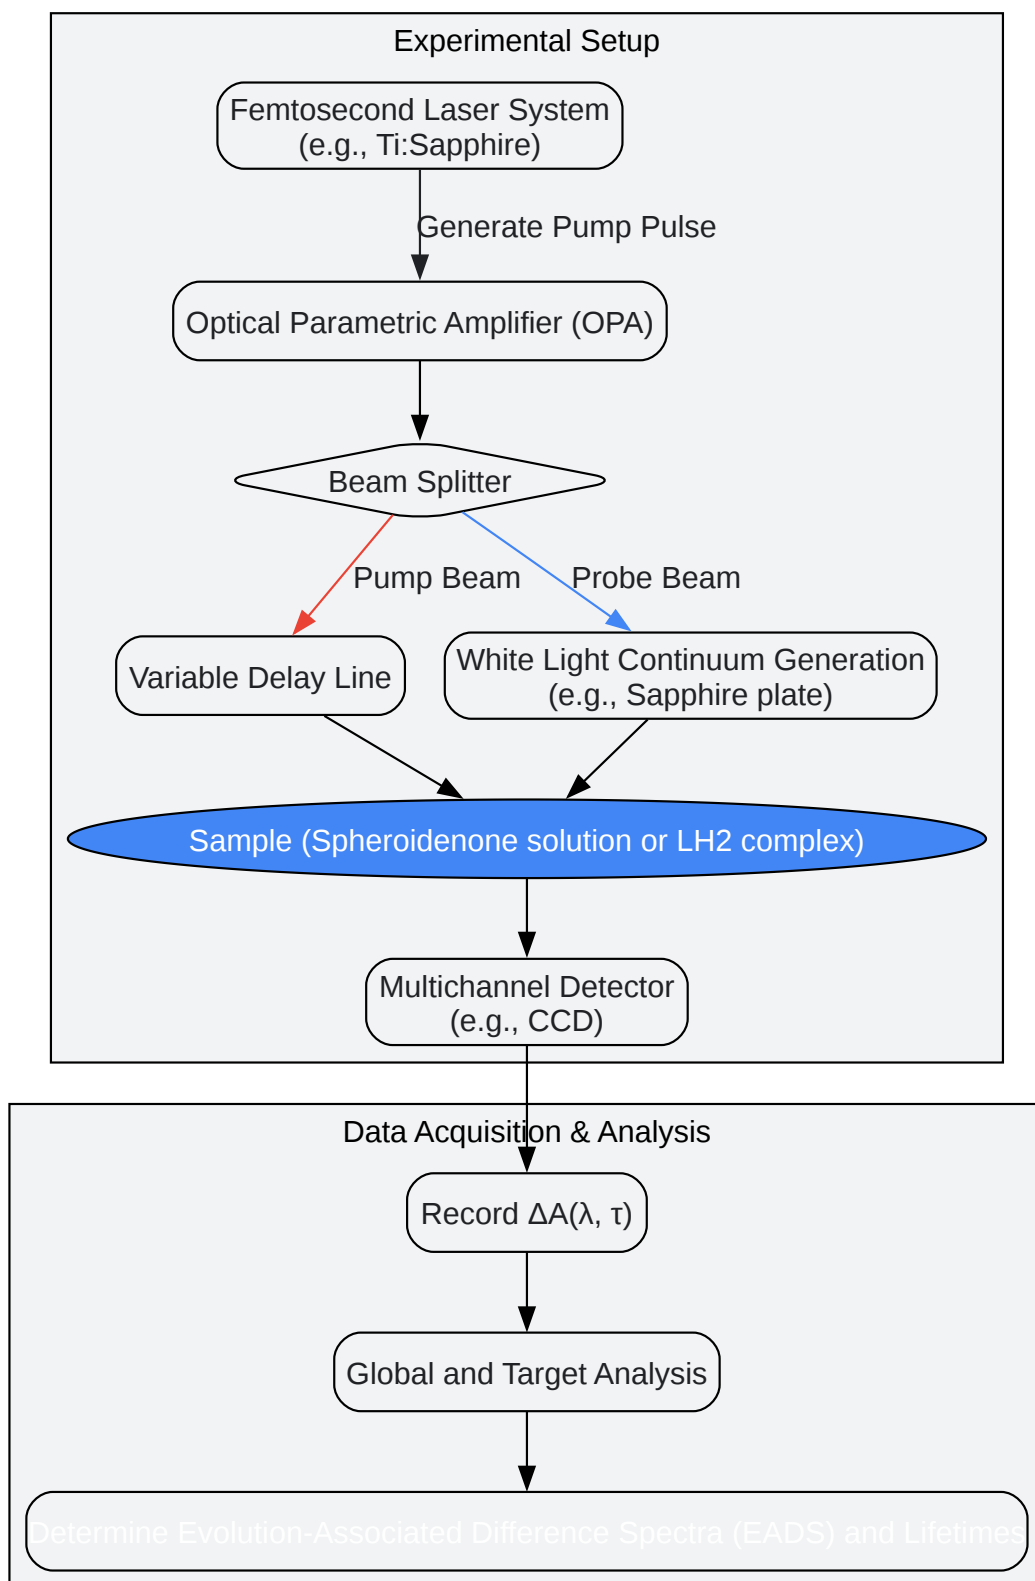 Experimental Setup
Femtosecond Laser System
(e.g., Ti:Sapphire)
Generate Pump Pulse
Optical Parametric Amplifier (OPA)
Beam Splitter
Pump Beam
Probe Beam
Variable Delay Line
White Light Continuum Generation
(e.g., Sapphire plate)
Sample (Spheroidenone solution or LH2 complex)
Multichannel Detector
(e.g., CCD)
Data Acquisition & Analysis
Record ΔA(λ, τ)
Global and Target Analysis
Determine Evolution-Associated Difference Spectra (EADS) and Lifetimes